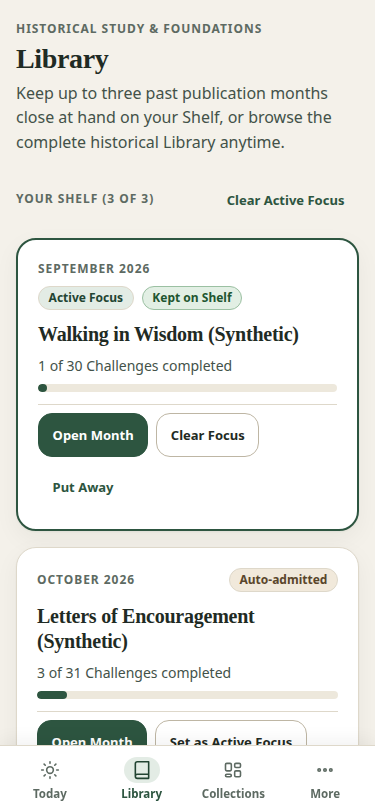 HISTORICAL STUDY & FOUNDATIONS
Library
Keep up to three past publication months
close at hand on your Shelf, or browse the
complete historical Library anytime.
YOUR SHELF (3 OF 3)
Clear Active Focus
SEPTEMBER 2026
Active Focus
Kept on Shelf
Walking in Wisdom (Synthetic)
1 of 30 Challenges completed
Open Month
Clear Focus
Put Away
OCTOBER 2026
Auto-admitted
Letters of Encouragement
(Synthetic)
3 of 31 Challenges completed
Open Month
Set as Active Focus
Today
Library
Collections
More